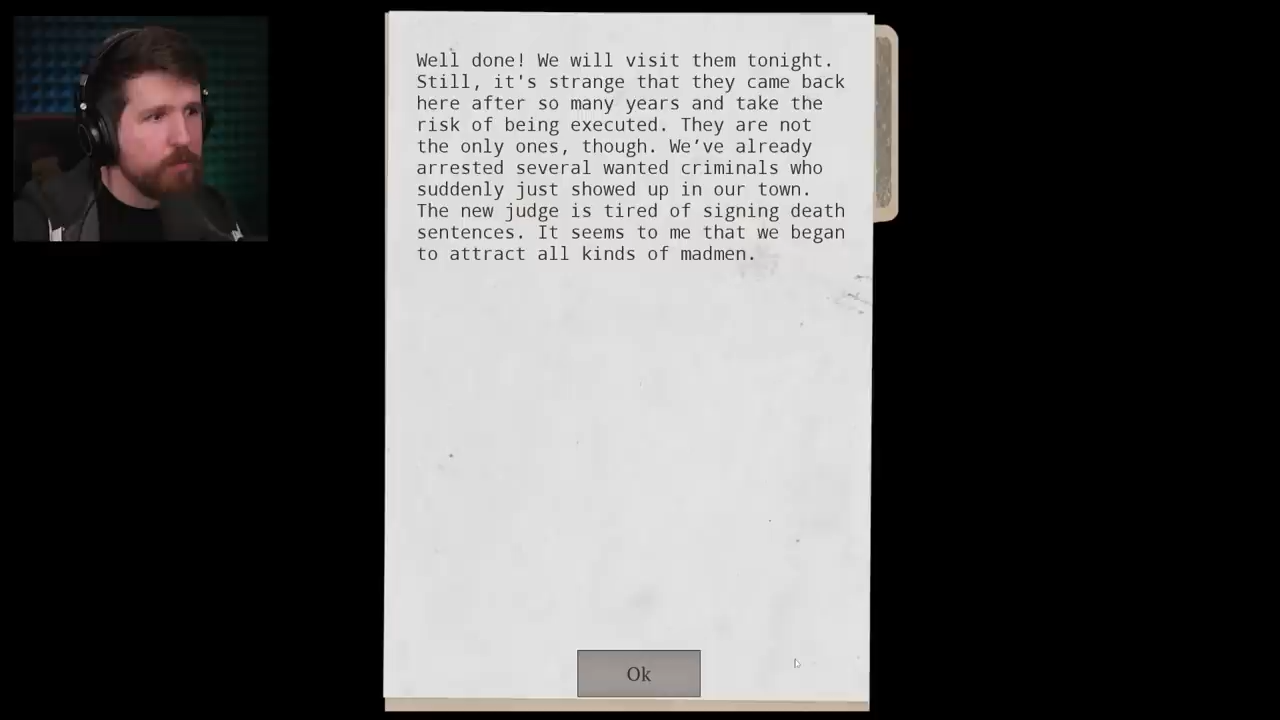 Well done! We will visit them tonight.
Still, it's strange that they came back
here after so many years and take the
risk of being executed. They are not
the only ones, though. We’ve already
arrested several wanted criminals who
suddenly just showed up in our town.
The new judge is tired of signing death
sentences. It seems to me that we began
to attract all kinds of madmen.
Ok